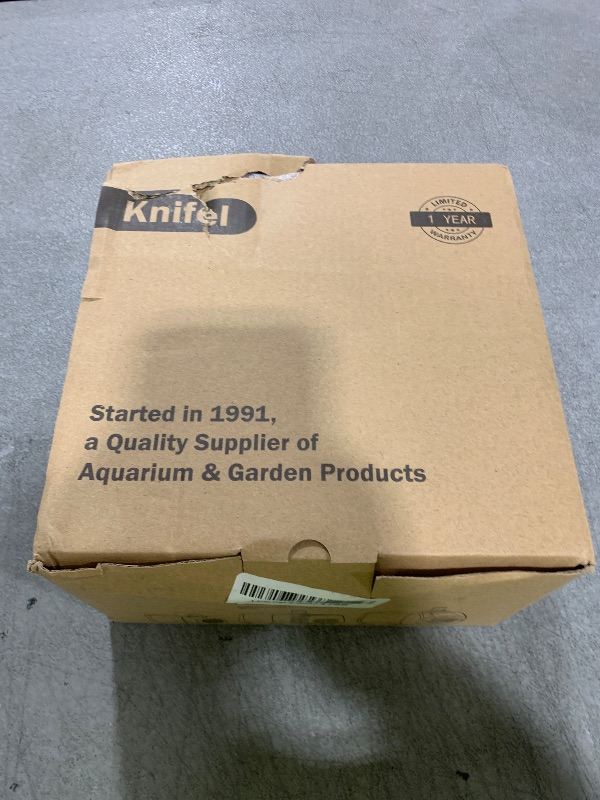 Knifel
LIMITED
1 YEAR
WARRANTY
Started in 1991,
a Quality Supplier of
Aquarium & Garden Products